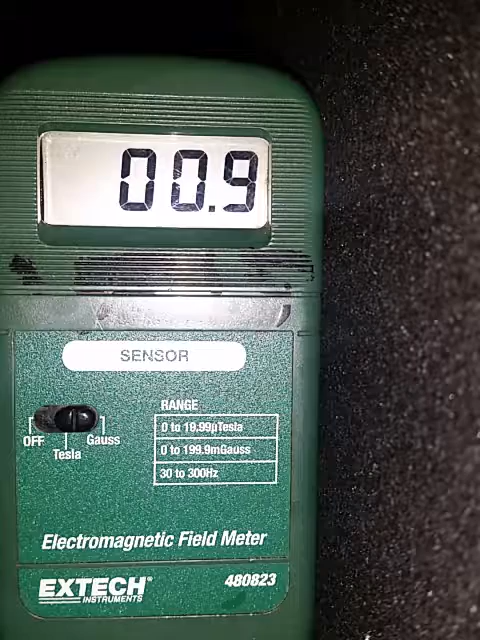 00.9
SENSOR
RANGE
0 to 19.99µTesla
0 to 199.9mGauss
30 to 300Hz
OFF
Tesla
Gauss
Electromagnetic Field Meter
EXTECH®
INSTRUMENTS
480823